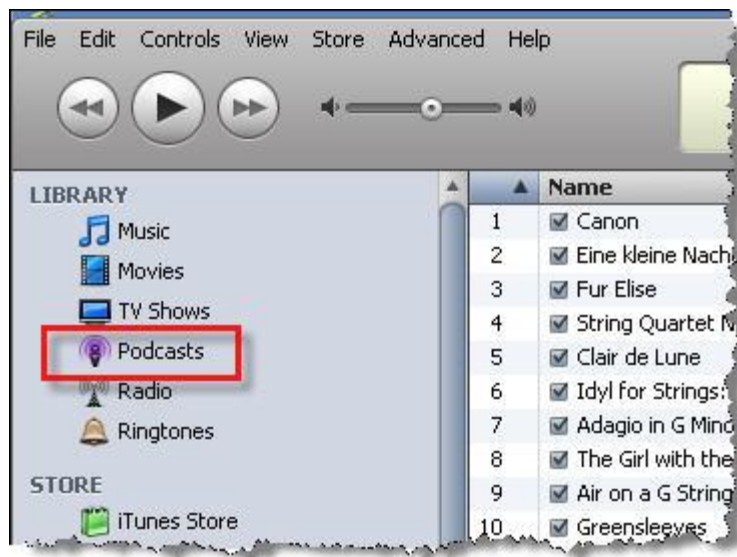 File Edit Controls View Store Advanced Help
LIBRARY
Music
Movies
TV Shows
Podcasts
Radio
Ringtones
STORE
iTunes Store
Name
1 Canon
2 Eine kleine Nach
3 Fur Elise
4 String Quartet N
5 Clair de Lune
6 Idyl for Strings:
7 Adagio in G Mino
8 The Girl with the
9 Air on a G String
10 Greensleeves